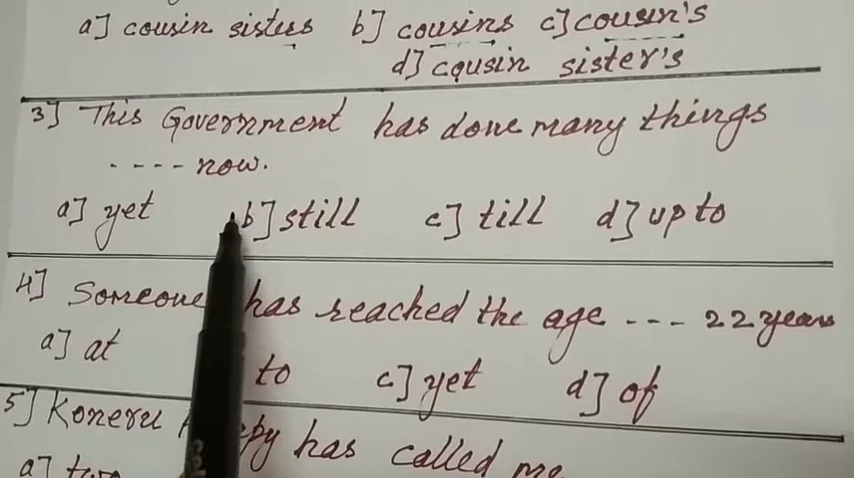 a] cousin sisters b] cousins c] cousin's
d] cousin sister's
3] This Government has done many things
---- now.
a] yet b] still c] till d] up to
4] Someone has reached the age --- 22 years
a] at to c] yet d] of
5] Koneru has called me
a]